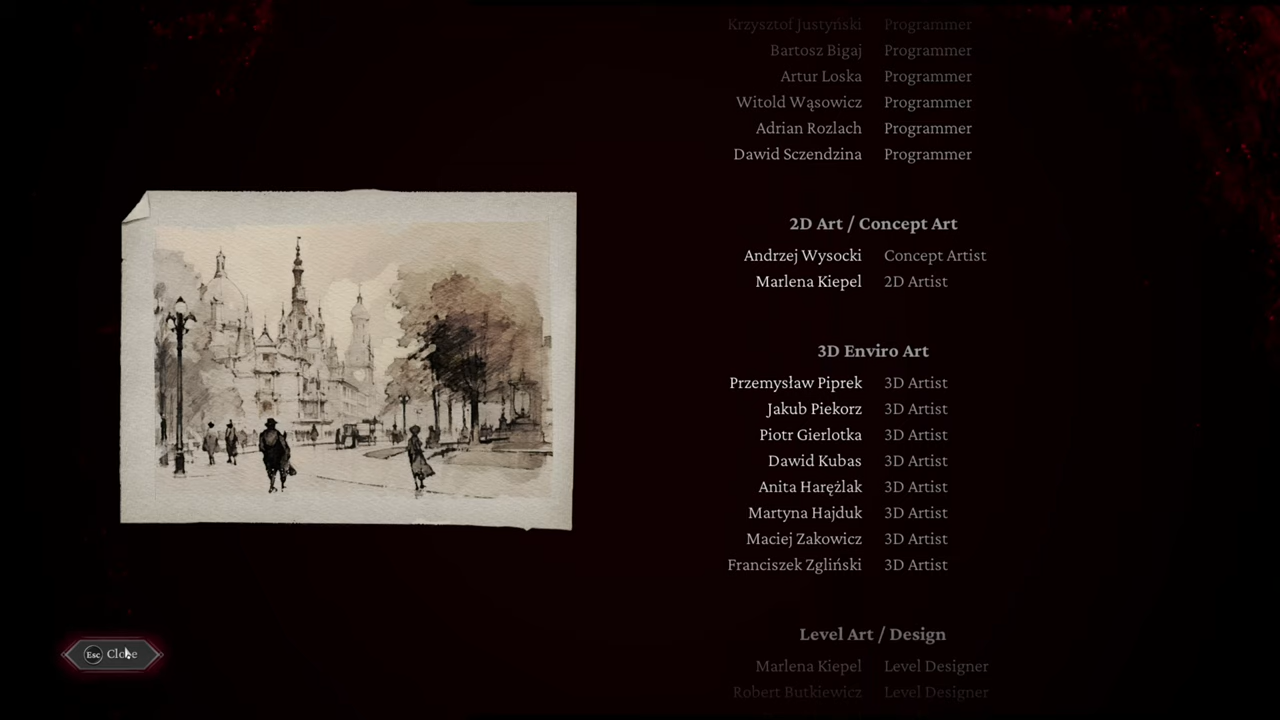 Krzysztof Justyński Programmer
Bartosz Bigaj Programmer
Artur Loska Programmer
Witold Wąsowicz Programmer
Adrian Rozlach Programmer
Dawid Sczendzina Programmer
2D Art / Concept Art
Andrzej Wysocki Concept Artist
Marlena Kiepel 2D Artist
3D Enviro Art
Przemysław Piprek 3D Artist
Jakub Piekorz 3D Artist
Piotr Gierlotka 3D Artist
Dawid Kubas 3D Artist
Anita Harężlak 3D Artist
Martyna Hajduk 3D Artist
Maciej Zakowicz 3D Artist
Franciszek Zgliński 3D Artist
Level Art / Design
Marlena Kiepel Level Designer
Robert Butkiewicz Level Designer
Esc Close